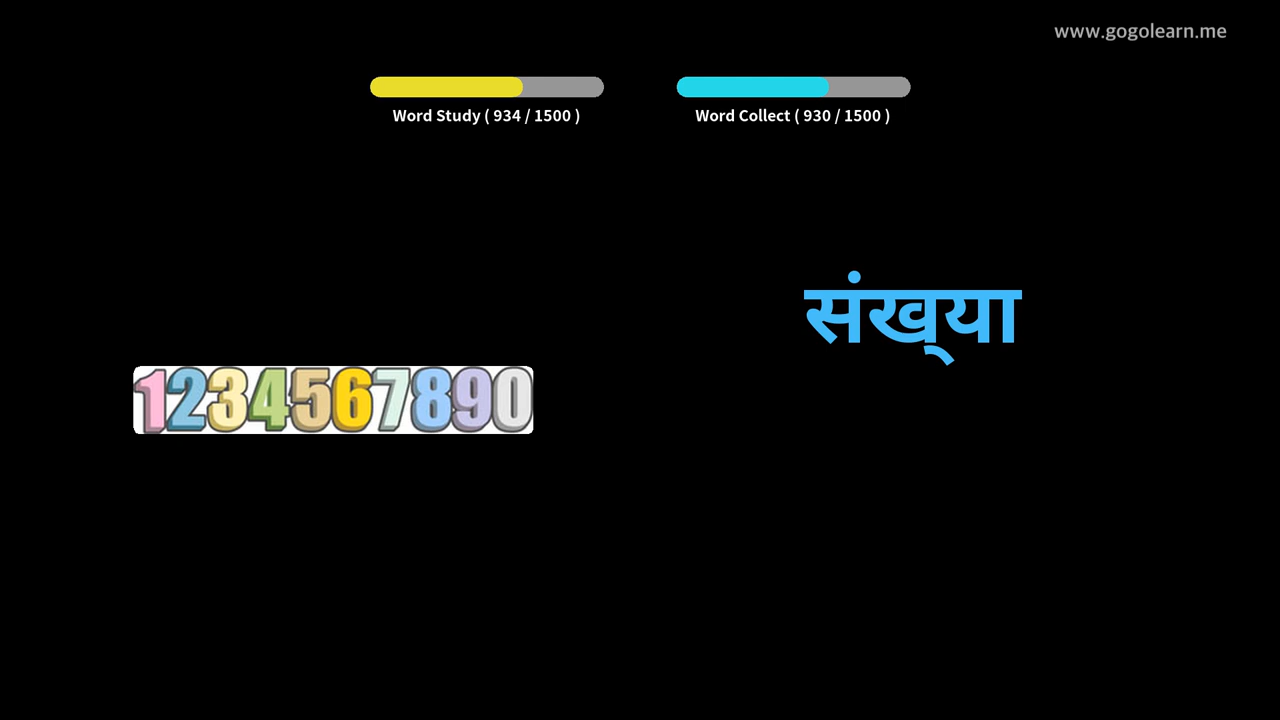 www.gogolearn.me
Word Study ( 934 / 1500 )
Word Collect ( 930 / 1500 )
संख्‌या
1234567890